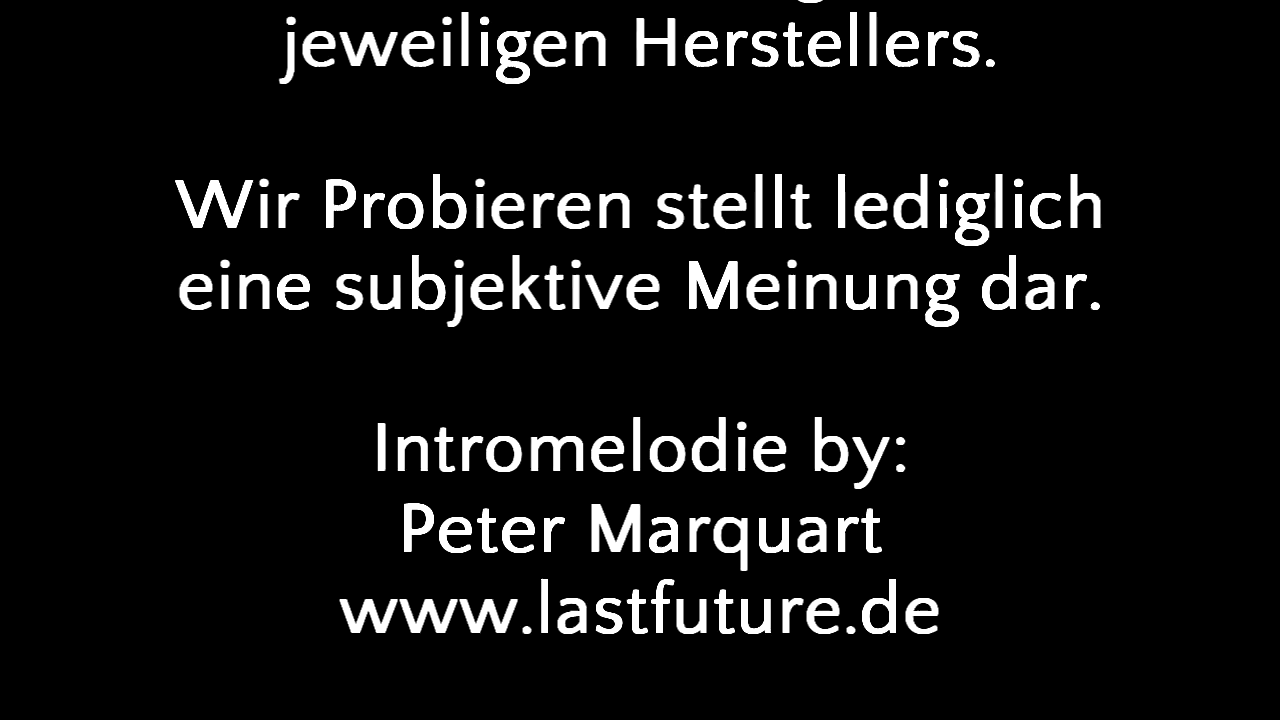 jeweiligen Herstellers.
Wir Probieren stellt lediglich
eine subjektive Meinung dar.
Intromelodie by:
Peter Marquart
www.lastfuture.de